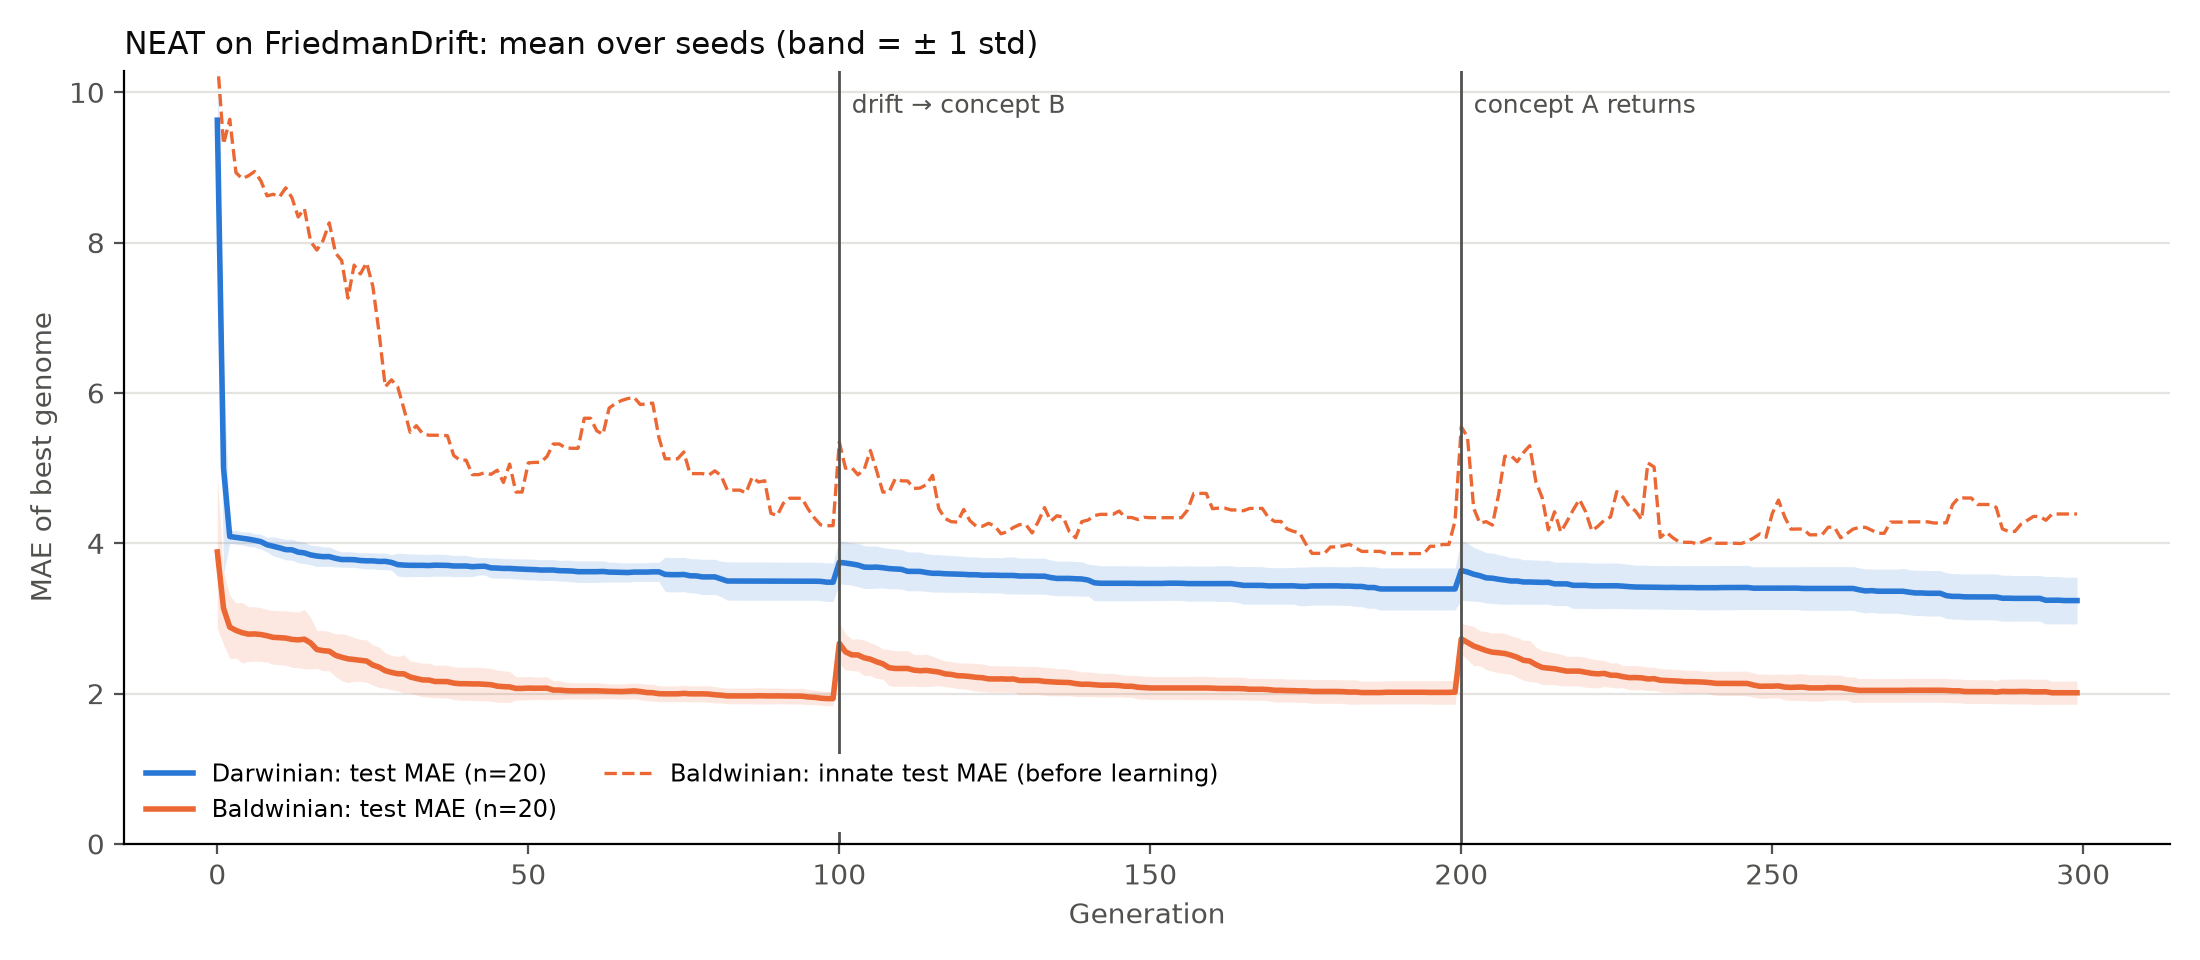 NEAT on FriedmanDrift: mean over seeds (band = ± 1 std)
MAE of best genome
10
8
6
4
2
0
drift → concept B
concept A returns
Darwinian: test MAE (n=20)
Baldwinian: test MAE (n=20)
Baldwinian: innate test MAE (before learning)
0
50
100
150
200
250
300
Generation